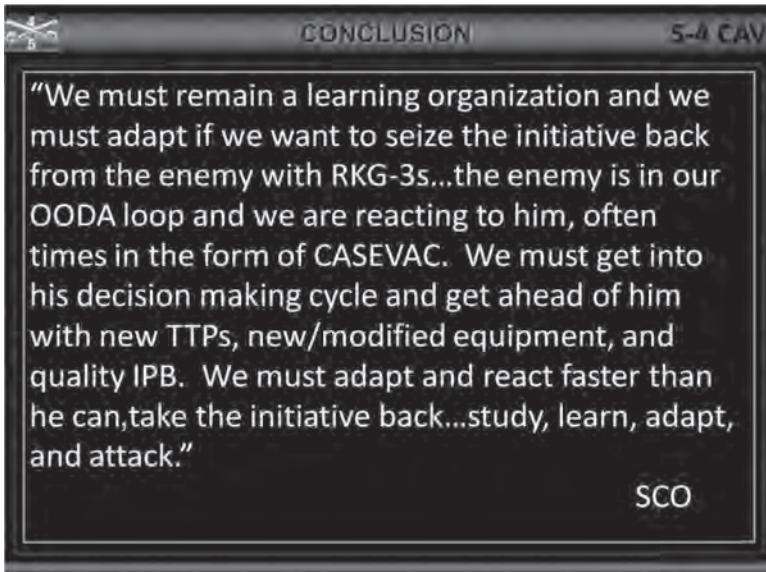 4
5
CONCLUSION
5-4 CAV
“We must remain a learning organization and we
must adapt if we want to seize the initiative back
from the enemy with RKG-3s...the enemy is in our
OODA loop and we are reacting to him, often
times in the form of CASEVAC.  We must get into
his decision making cycle and get ahead of him
with new TTPs, new/modified equipment, and
quality IPB.  We must adapt and react faster than
he can,take the initiative back...study, learn, adapt,
and attack.”
SCO